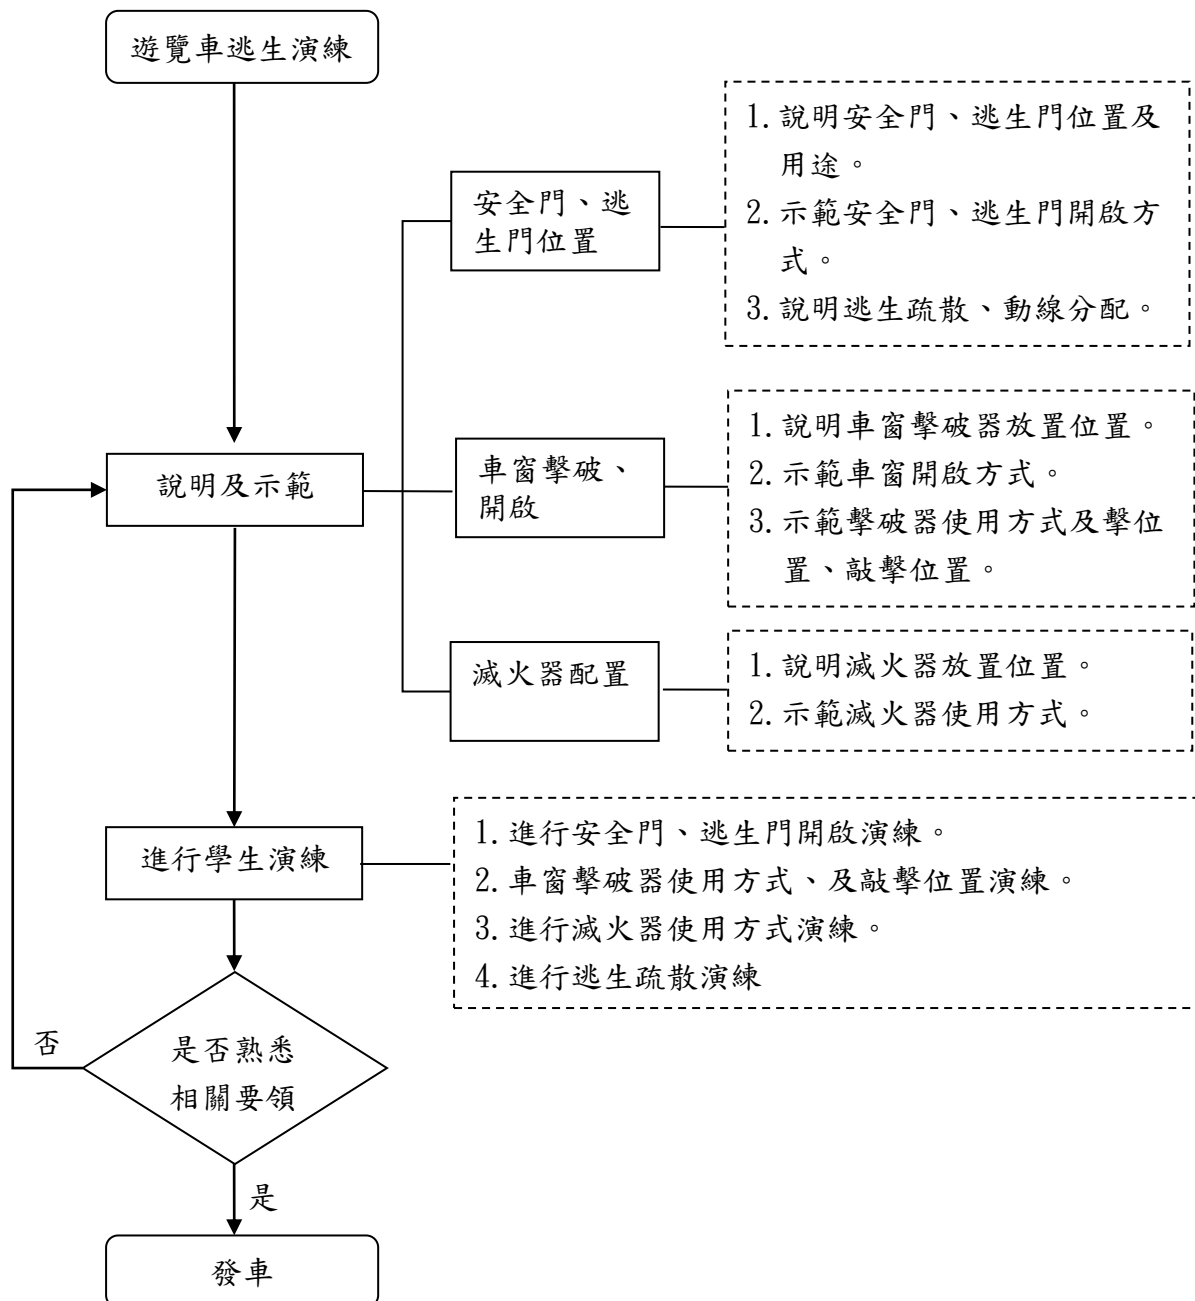 遊覽車逃生演練
1.說明安全門、逃生門位置及
用途。
2.示範安全門、逃生門開啟方
式。
3.說明逃生疏散、動線分配。
安全門、逃
生門位置
說明及示範
車窗擊破、
開啟
1.說明車窗擊破器放置位置。
2.示範車窗開啟方式。
3.示範擊破器使用方式及擊位
置、敲擊位置。
滅火器配置
1.說明滅火器放置位置。
2.示範滅火器使用方式。
進行學生演練
1.進行安全門、逃生門開啟演練。
2.車窗擊破器使用方式、及敲擊位置演練。
3.進行滅火器使用方式演練。
4.進行逃生疏散演練
否
是否熟悉
相關要領
是
發車